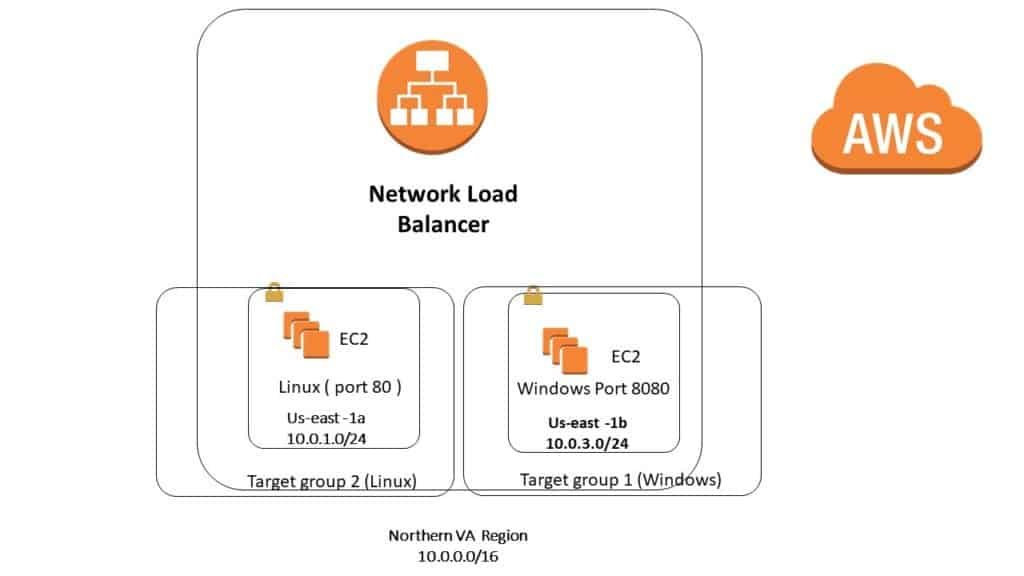 AWS
Network Load
Balancer
EC2
Linux ( port 80 )
Us-east -1a
10.0.1.0/24
Target group 2 (Linux)
EC2
Windows Port 8080
Us-east -1b
10.0.3.0/24
Target group 1 (Windows)
Northern VA Region
10.0.0.0/16